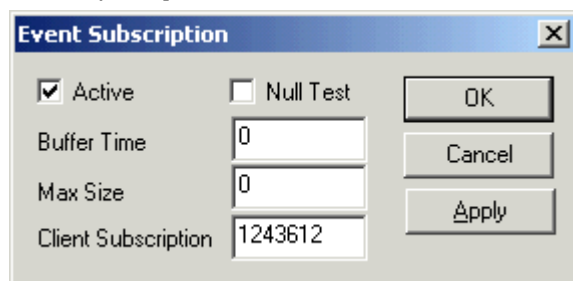 Event Subscription
Active Null Test OK
Buffer Time 0
Cancel
Max Size 0
Apply
Client Subscription 1243612